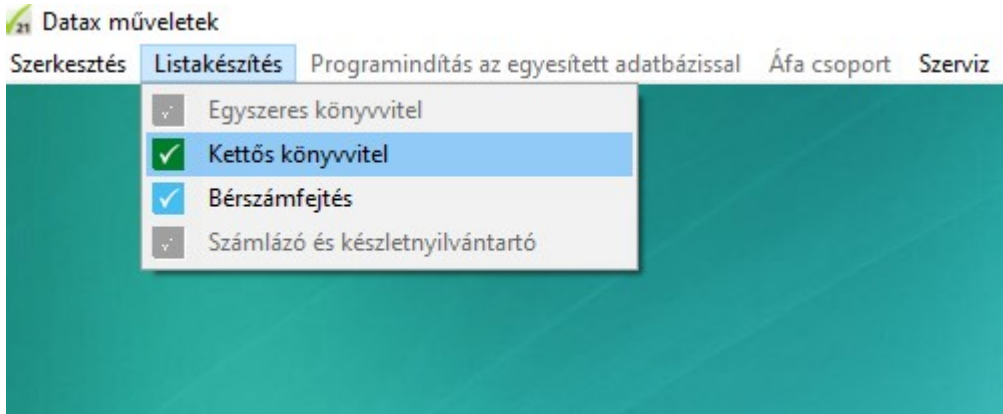 21 Datax műveletek
Szerkesztés Listakészítés Programindítás az egyesített adatbázissal Áfa csoport Szerviz
Egyszeres könyvvitel
Kettős könyvvitel
Bérszámfejtés
Számlázó és készletnyilvántartó